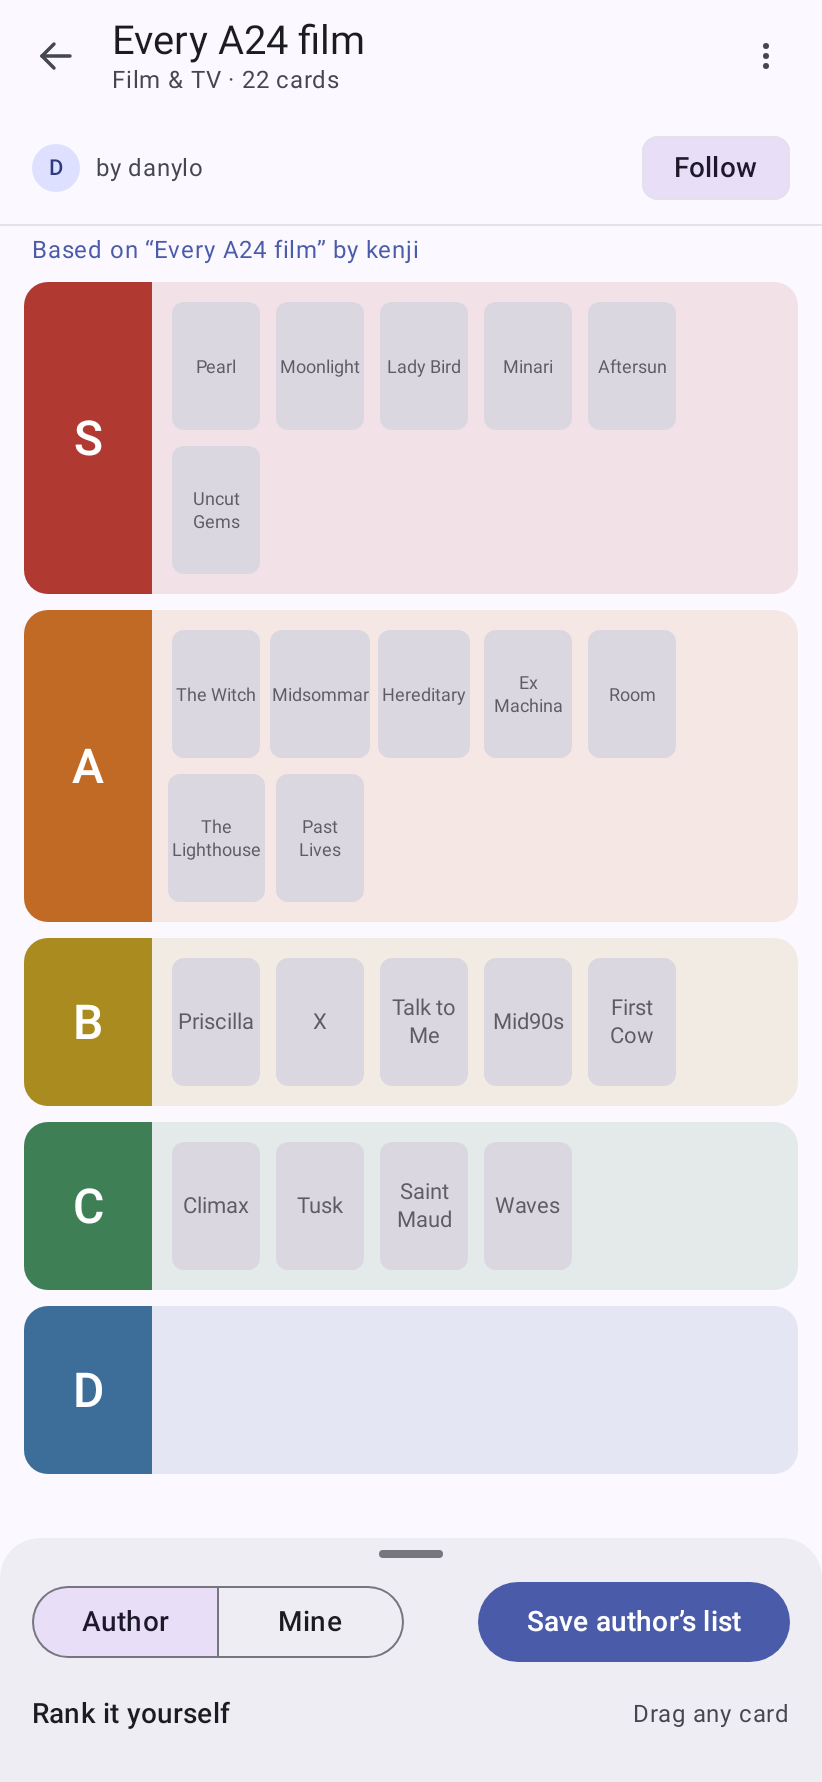 Every A24 film
Film & TV · 22 cards
D
by danylo
Follow
Based on “Every A24 film” by kenji
S
Pearl
Moonlight
Lady Bird
Minari
Aftersun
Uncut
Gems
A
The Witch
Midsommar
Hereditary
Ex
Machina
Room
The
Lighthouse
Past
Lives
B
Priscilla
X
Talk to
Me
Mid90s
First
Cow
C
Climax
Tusk
Saint
Maud
Waves
D
Author
Mine
Save author’s list
Rank it yourself
Drag any card